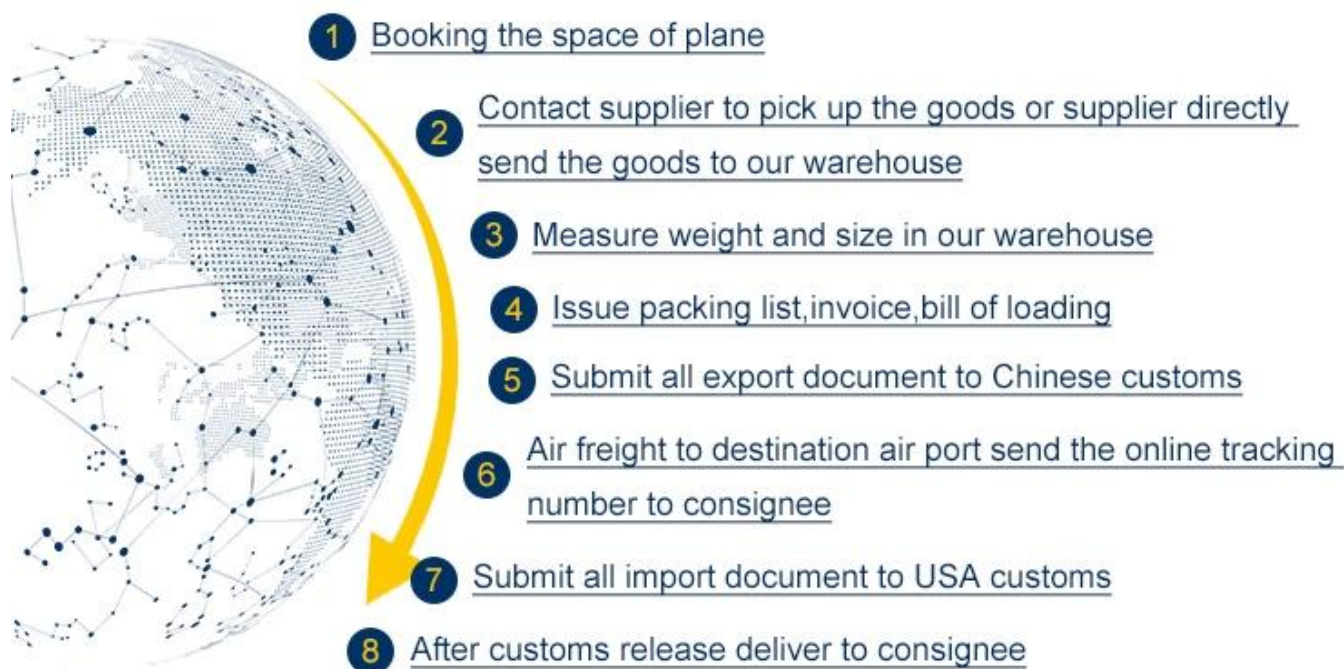 1 Booking the space of plane
2 Contact supplier to pick up the goods or supplier directly
send the goods to our warehouse
3 Measure weight and size in our warehouse
4 Issue packing list,invoice,bill of loading
5 Submit all export document to Chinese customs
6 Air freight to destination air port send the online tracking
number to consignee
7 Submit all import document to USA customs
8 After customs release deliver to consignee